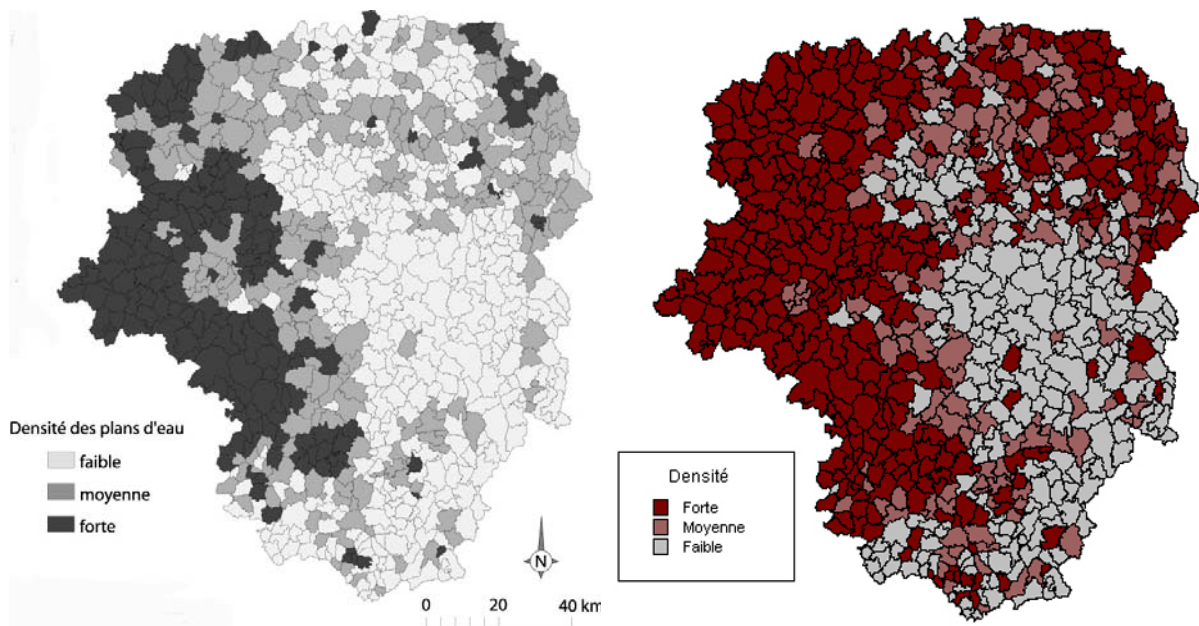 Densité des plans d'eau
faible
moyenne
forte
N
0 20 40 km
Densité
Forte
Moyenne
Faible